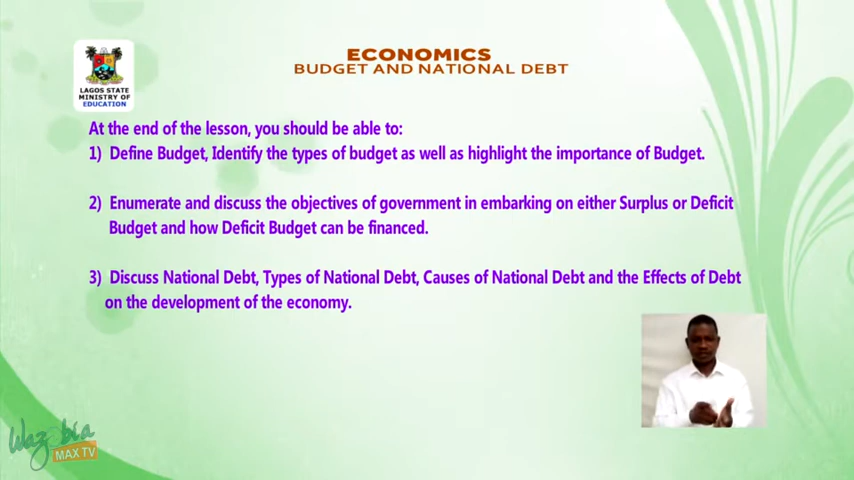 ECONOMICS
BUDGET AND NATIONAL DEBT
LAGOS STATE
MINISTRY OF
EDUCATION
At the end of the lesson, you should be able to:
1) Define Budget, Identify the types of budget as well as highlight the importance of Budget.
2) Enumerate and discuss the objectives of government in embarking on either Surplus or Deficit
Budget and how Deficit Budget can be financed.
3) Discuss National Debt, Types of National Debt, Causes of National Debt and the Effects of Debt
on the development of the economy.
Wazobia
MAX TV